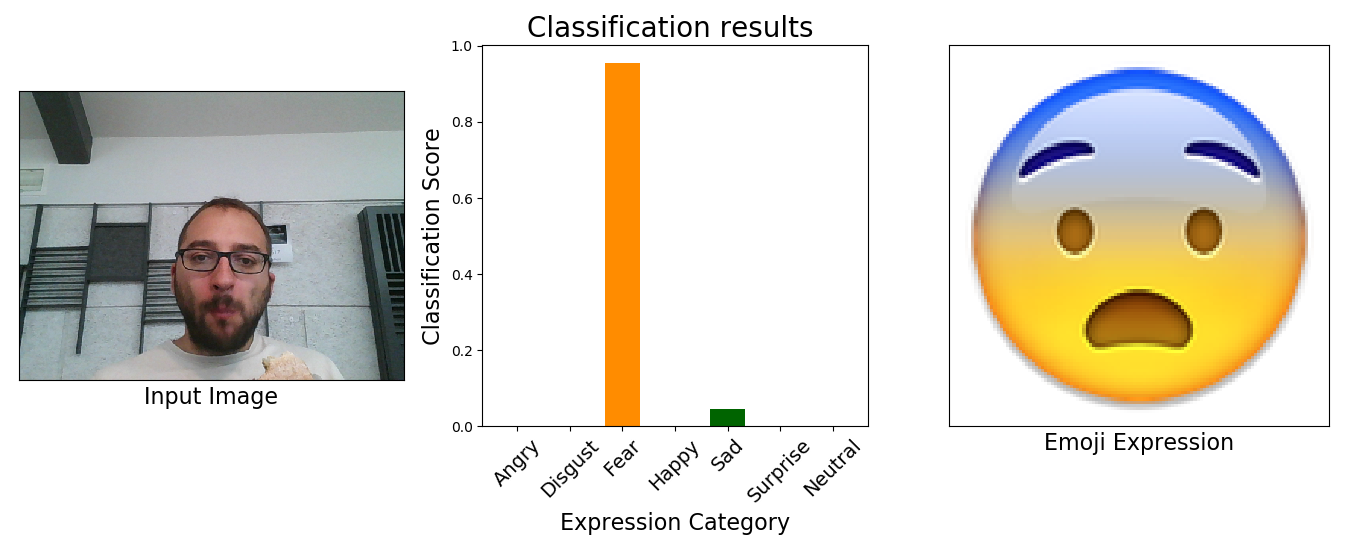 Classification results
Classification Score
1.0
0.8
0.6
0.4
0.2
0.0
Angry
Disgust
Fear
Happy
Sad
Surprise
Neutral
Expression Category
Input Image
Emoji Expression